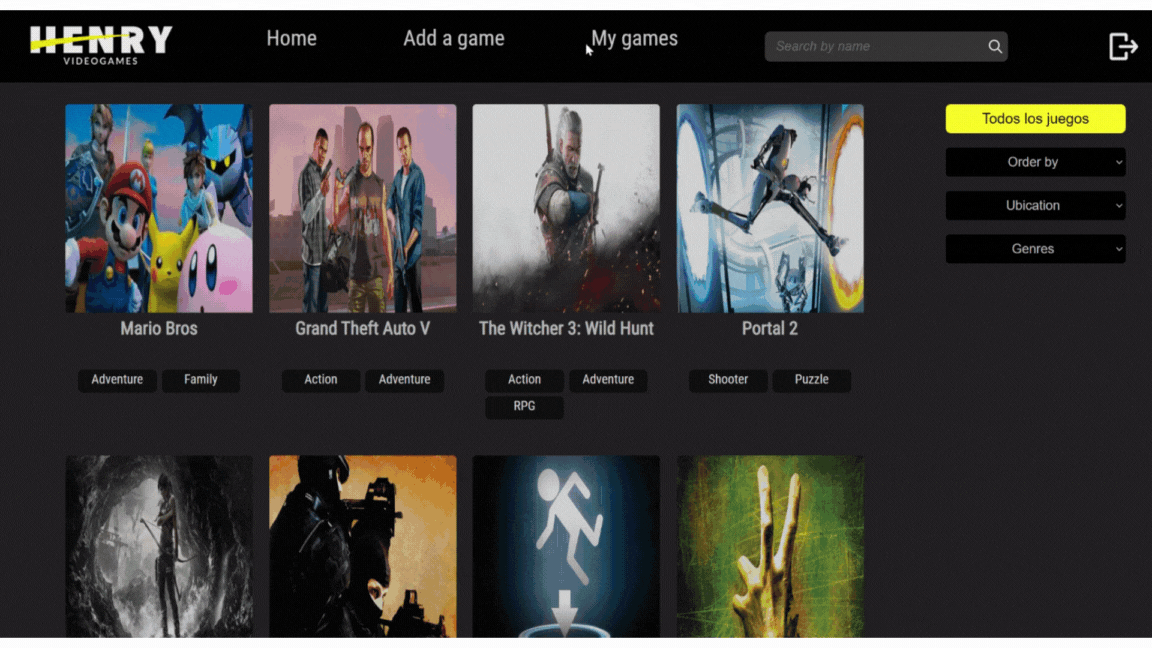 HENRY
VIDEOGAMES
Home
Add a game
My games
Search by name
Todos los juegos
Order by
Ubication
Genres
Mario Bros
Grand Theft Auto V
The Witcher 3: Wild Hunt
Portal 2
Adventure
Family
Action
Adventure
Action
Adventure
RPG
Shooter
Puzzle